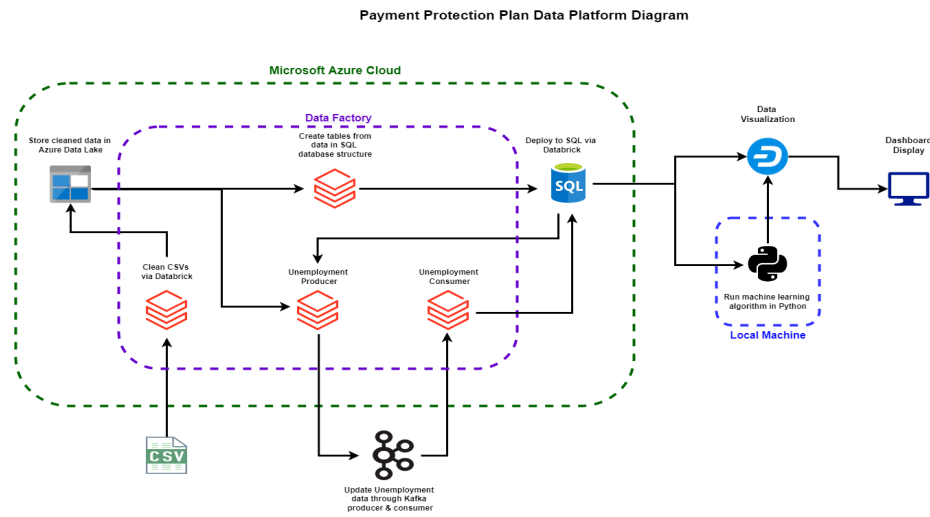 Payment Protection Plan Data Platform Diagram
Microsoft Azure Cloud
Data Factory
Store cleaned data in
Azure Data Lake
Create tables from
data in SQL
database structure
Deploy to SQL via
Databrick
SQL
Data
Visualization
Dashboard
Display
Clean CSVs
via Databrick
Unemployment
Producer
Unemployment
Consumer
Run machine learning
algorithm in Python
Local Machine
CSV
Update Unemployment
data through Kafka
producer & consumer